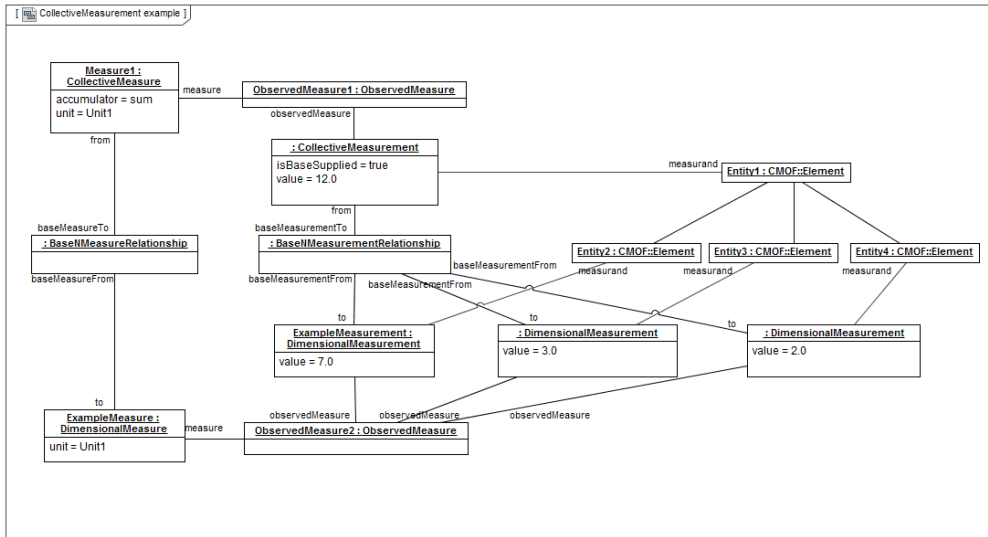 [ CollectiveMeasurement example ]
Measure1 :
CollectiveMeasure
accumulator = sum
unit = Unit1
measure
ObservedMeasure1 : ObservedMeasure
observedMeasure
from
: CollectiveMeasurement
isBaseSupplied = true
value = 12.0
measurand
Entity1 : CMOF::Element
from
baseMeasureTo
baseMeasurementTo
: BaseNMeasureRelationship
: BaseNMeasurementRelationship
Entity2 : CMOF::Element
Entity3 : CMOF::Element
Entity4 : CMOF::Element
baseMeasureFrom
baseMeasurementFrom
baseMeasurementFrom
baseMeasurementFrom
measurand
measurand
measurand
to
to
to
ExampleMeasurement :
DimensionalMeasurement
value = 7.0
: DimensionalMeasurement
value = 3.0
: DimensionalMeasurement
value = 2.0
to
observedMeasure
observedMeasure
observedMeasure
ExampleMeasure :
DimensionalMeasure
unit = Unit1
measure
ObservedMeasure2 : ObservedMeasure